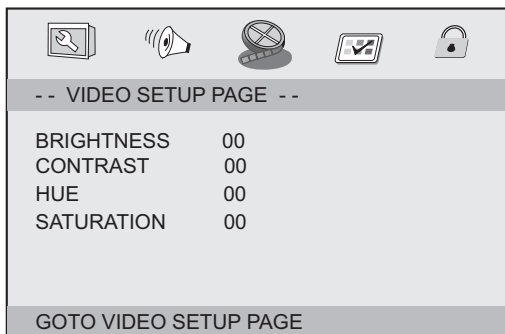 - - VIDEO SETUP PAGE - -
BRIGHTNESS 00
CONTRAST 00
HUE 00
SATURATION 00
GOTO VIDEO SETUP PAGE